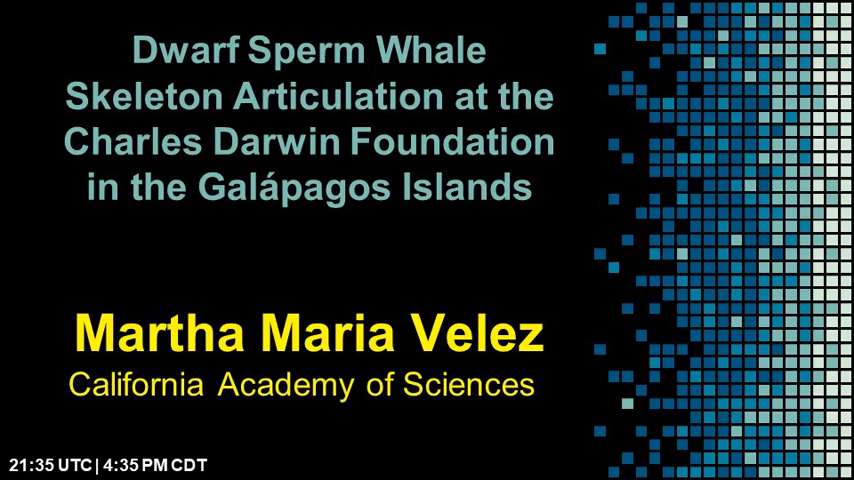 Dwarf Sperm Whale
Skeleton Articulation at the
Charles Darwin Foundation
in the Galápagos Islands
Martha Maria Velez
California Academy of Sciences
21:35 UTC | 4:35 PM CDT